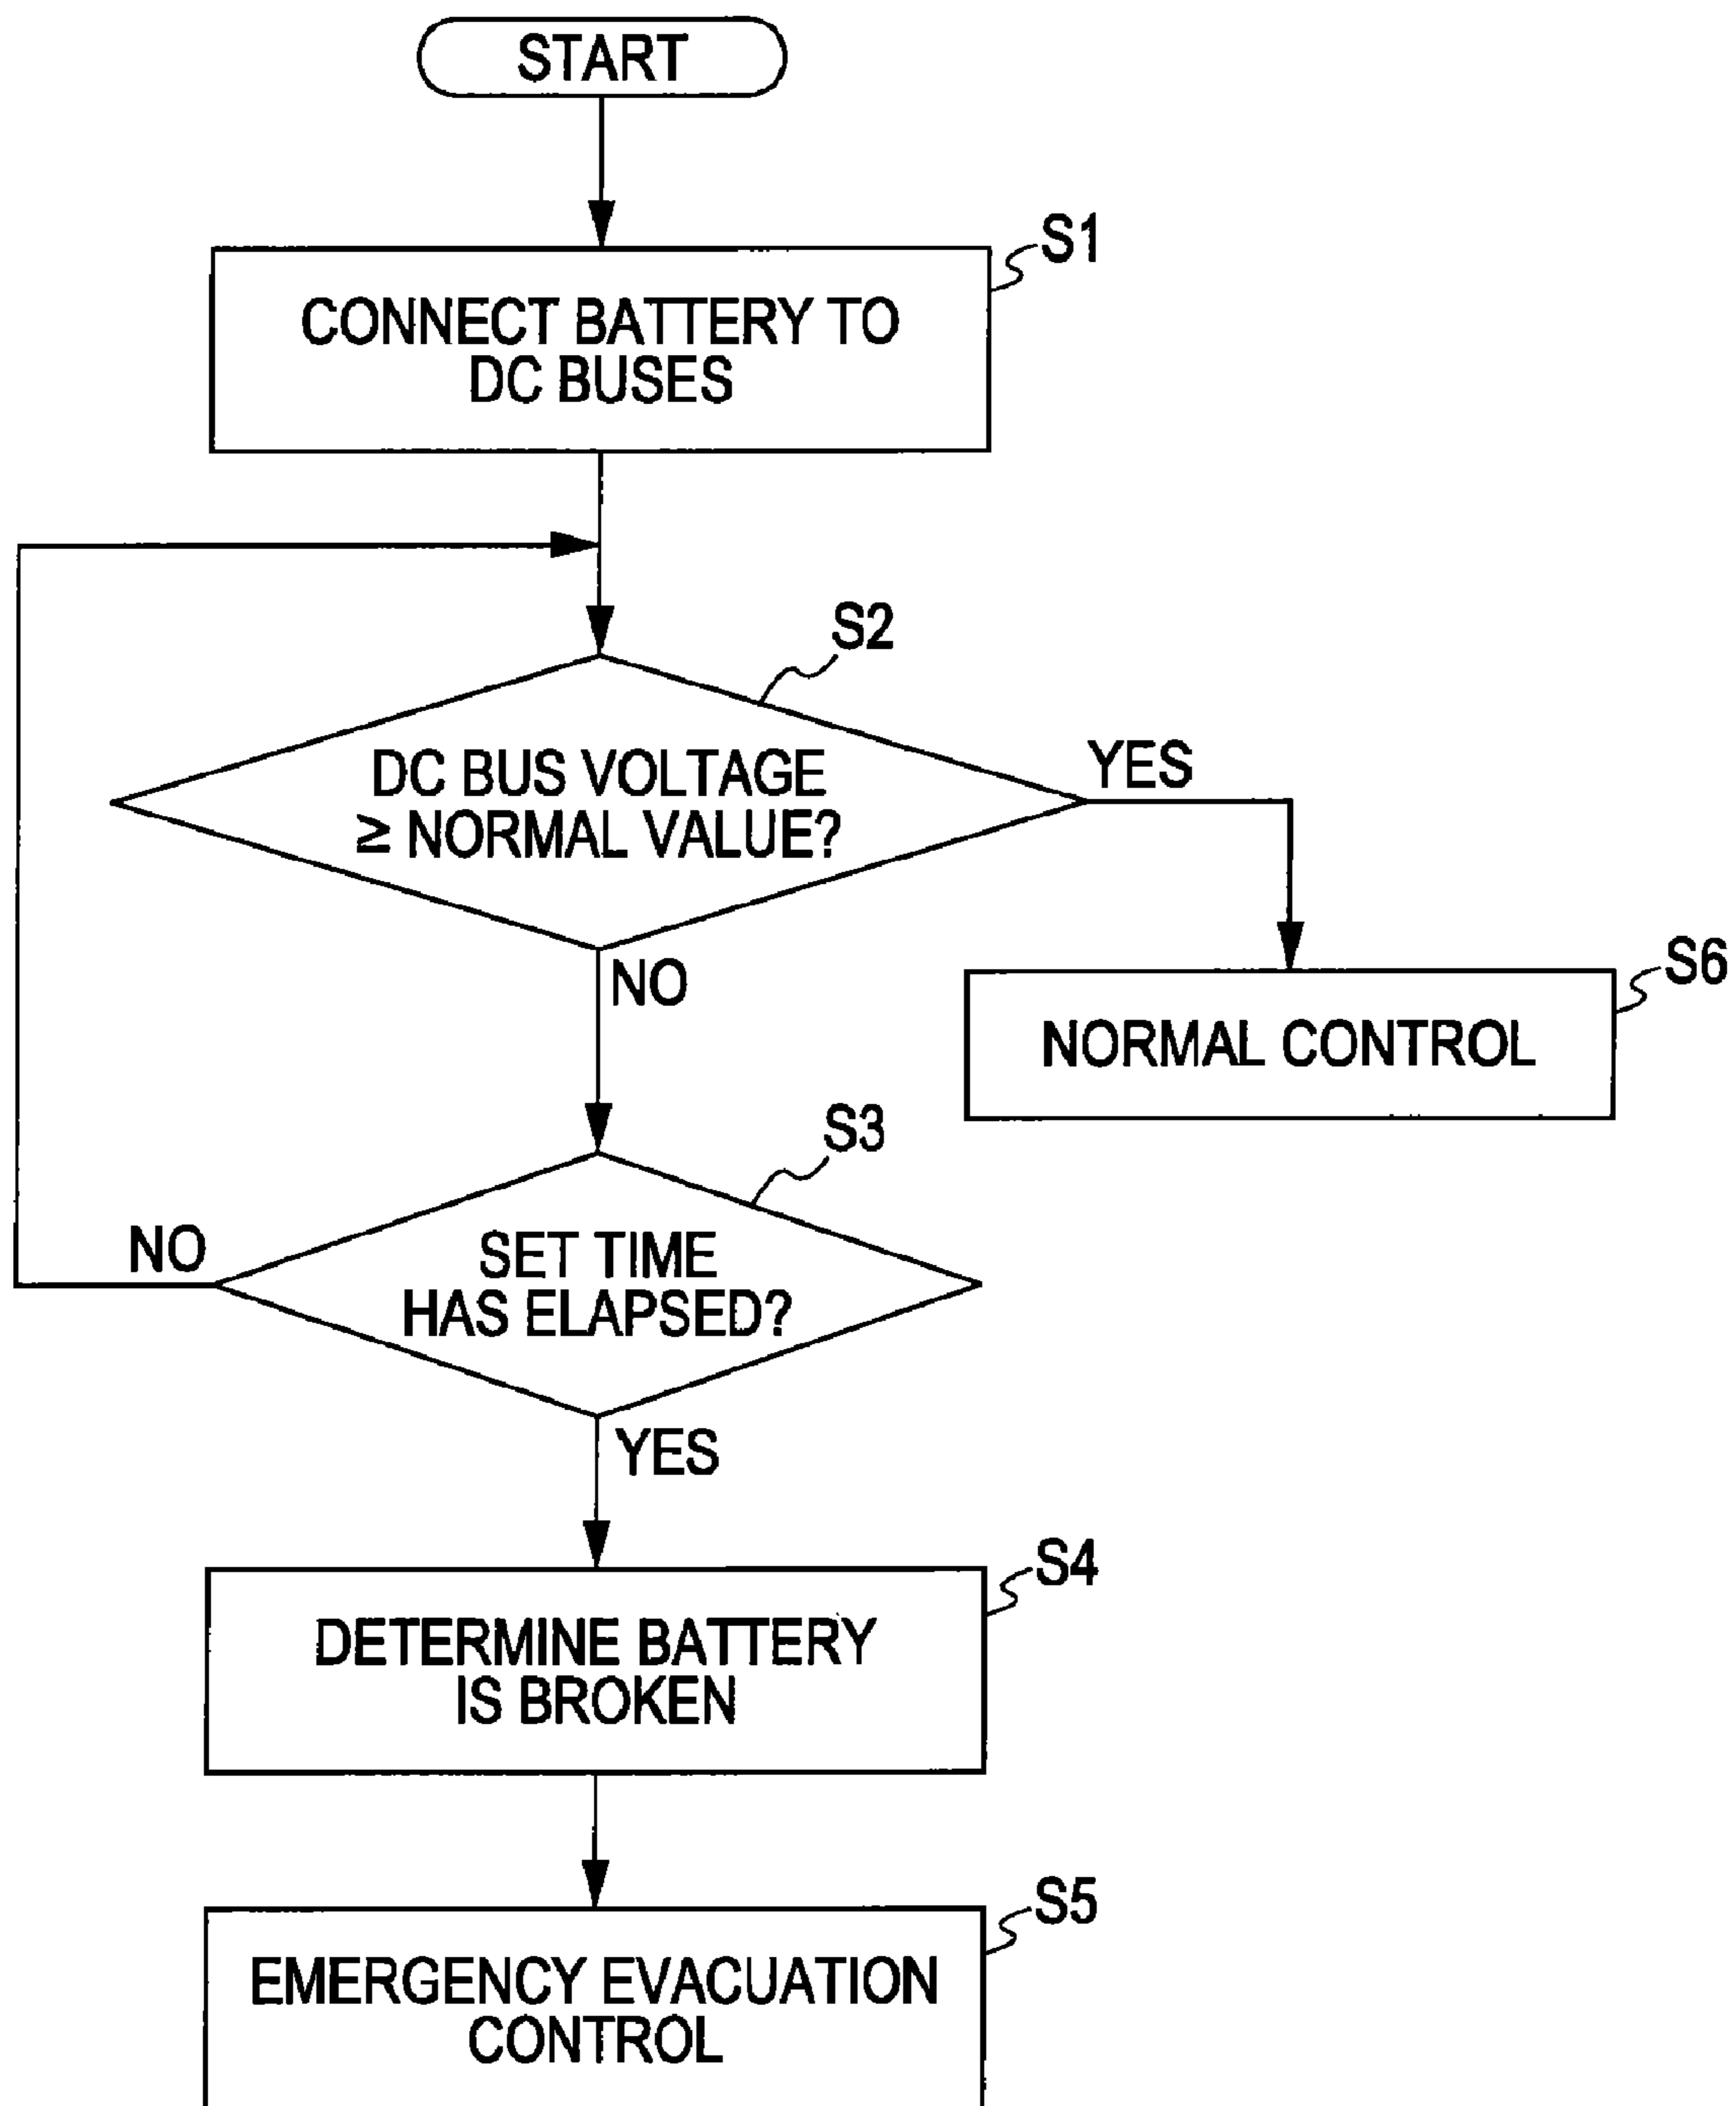 START
S1
CONNECT BATTERY TO
DC BUSES
S2
DC BUS VOLTAGE
≥ NORMAL VALUE?
YES
NO
S6
NORMAL CONTROL
S3
SET TIME
HAS ELAPSED?
NO
YES
S4
DETERMINE BATTERY
IS BROKEN
S5
EMERGENCY EVACUATION
CONTROL